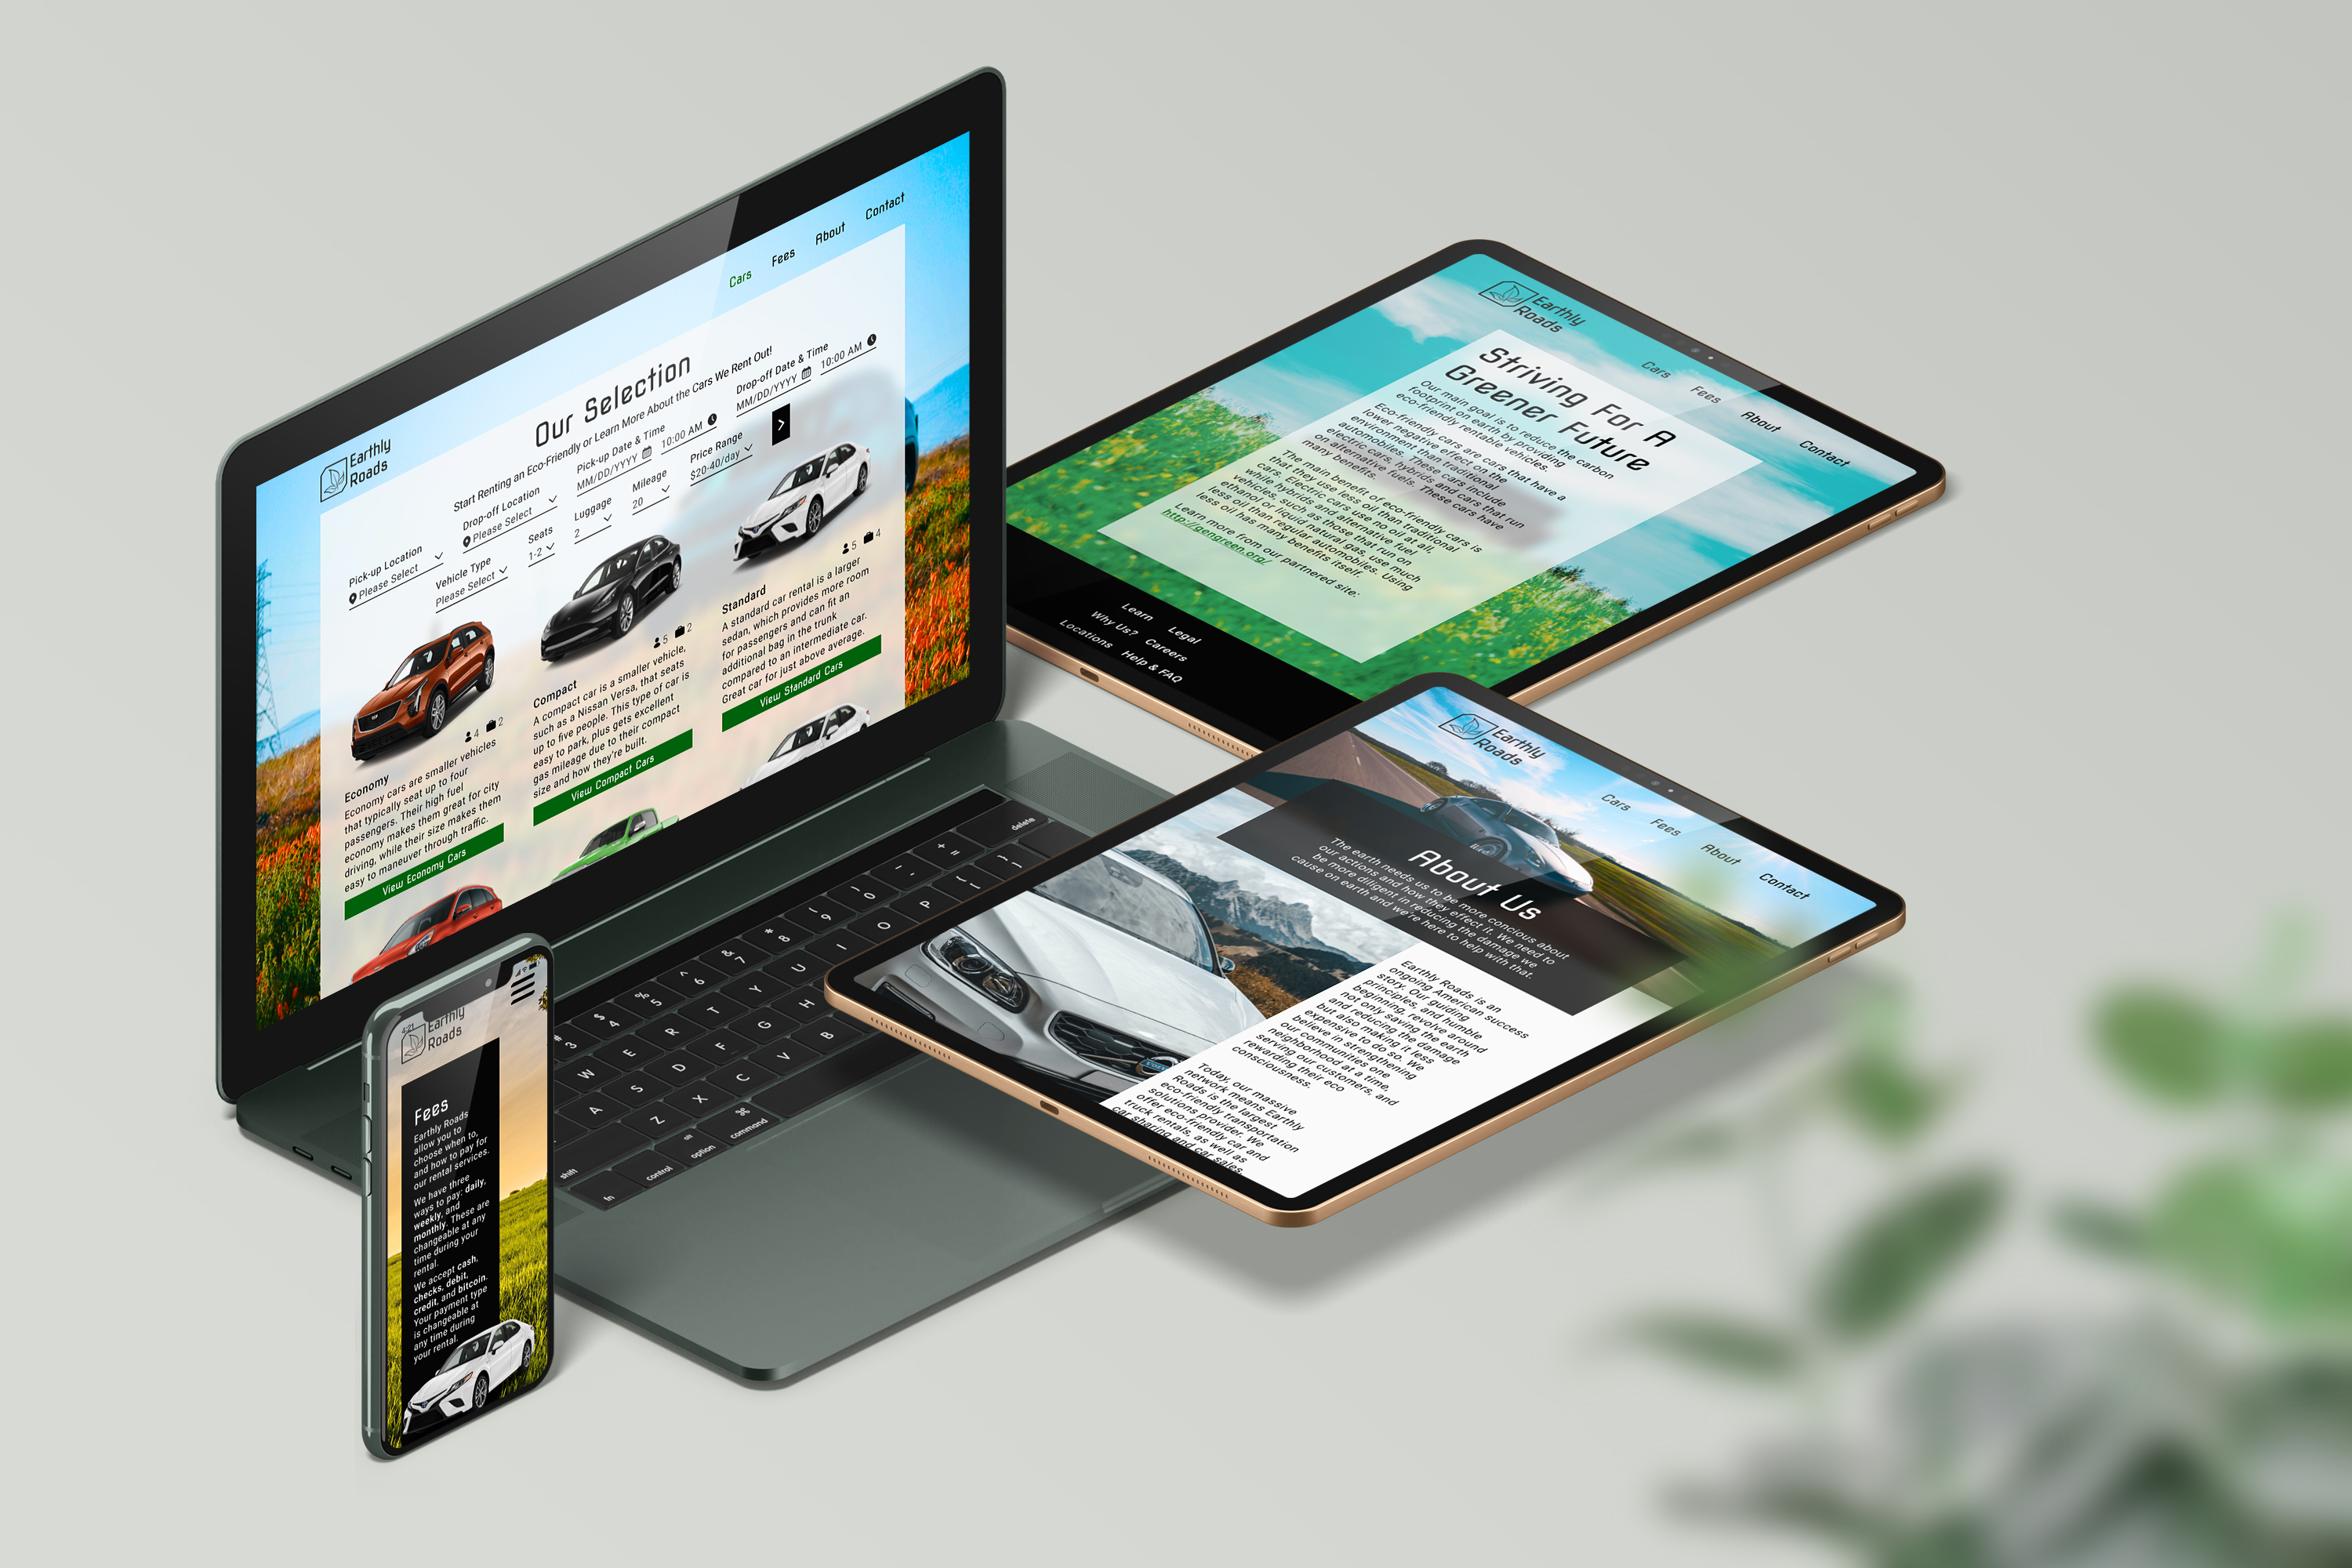 Earthly
Roads
Cars Fees About Contact
Our Selection
Start Renting an Eco-Friendly or Learn More About the Cars We Rent Out!
Pick-up Location
Please Select
Drop-off Location
Please Select
Pick-up Date & Time
MM/DD/YYYY 10:00 AM
Drop-off Date & Time
MM/DD/YYYY 10:00 AM
Vehicle Type
Please Select
Seats
1-2
Luggage
2
Mileage
20
Price Range
$20-40/day
4 2
Economy
Economy cars are smaller vehicles
that typically seat up to four
passengers. Their high fuel
economy makes them great for city
driving, while their size makes them
easy to maneuver through traffic.
View Economy Cars
5 2
Compact
A compact car is a smaller vehicle,
such as a Nissan Versa, that seats
up to five people. This type of car is
easy to park, plus gets excellent
gas mileage due to their compact
size and how they're built.
View Compact Cars
5 4
Standard
A standard car rental is a larger
sedan, which provides more room
for passengers and can fit an
additional bag in the trunk
compared to an intermediate car.
Great car for just above average.
View Standard Cars
Earthly
Roads
Cars Fees About Contact
Striving For A
Greener Future
Our main goal is to reduce the carbon
footprint on earth by providing
eco-friendly rentable vehicles.
Eco-friendly cars are cars that have a
lower negative effect on the
environment than traditional
automobiles. These cars include
electric cars, hybrids and cars that run
on alternative fuels. These cars have
many benefits.
The main benefit of eco-friendly cars is
that they use less oil than traditional
cars. Electric cars use no oil at all,
while hybrids and alternative fuel
vehicles, such as those that run on
ethanol or liquid natural gas, use much
less oil than regular automobiles. Using
less oil has many benefits itself.
Learn more from our partnered site:
http://gengreen.org/
Learn Legal
Why Us? Careers
Locations Help & FAQ
Earthly
Roads
Cars Fees About Contact
About Us
The earth needs us to be more concious about
our actions and how they effect it. We need to
be more diligent in reducing the damage we
cause on earth and we're here to help with that.
Earthly Roads is an
ongoing American success
story. Our guiding
principles, and humble
beginning, revolve around
not only saving the earth
and reducing the damage
but also making it less
expensive to do so. We
believe in strengthening
our communities one
neighborhood at a time,
serving our customers, and
rewarding their eco
consciousness.
Today, our massive
network means Earthly
Roads is the largest
eco-friendly transportation
solutions provider. We
offer eco-friendly car and
truck rentals, as well as
car sharing and car sales.
4:21
Earthly
Roads
Fees
Earthly Roads
allow you to
choose when to,
and how to pay for
our rental services.
We have three
ways to pay: daily,
weekly, and
monthly. These are
changeable at any
time during your
rental.
We accept cash,
checks, debit,
credit, and bitcoin.
Your payment type
is changeable at
any time during
your rental.
# 3 $ 4 % 5 ^ 6 & 7 * 8 ( 9 ) 0 - + = delete
W E R T Y U I O P
A S D F G H
Z X C V B
shift
fn control option command